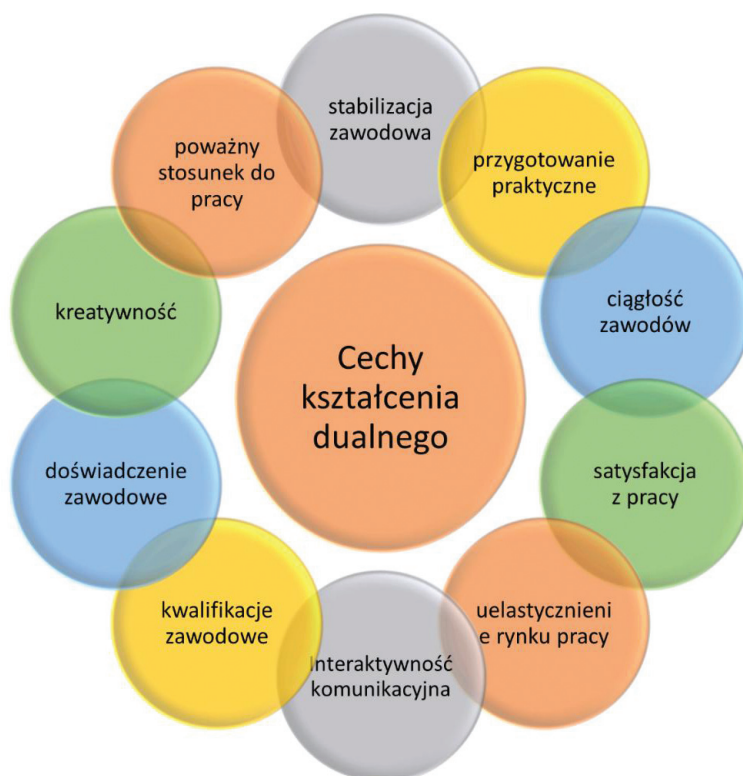 Cechy
kształcenia
dualnego
stabilizacja
zawodowa
przygotowanie
praktyczne
ciągłość
zawodów
satysfakcja
z pracy
uelastycznieni
e rynku pracy
Interaktywność
komunikacyjna
kwalifikacje
zawodowe
doświadczenie
zawodowe
kreatywność
poważny
stosunek do
pracy